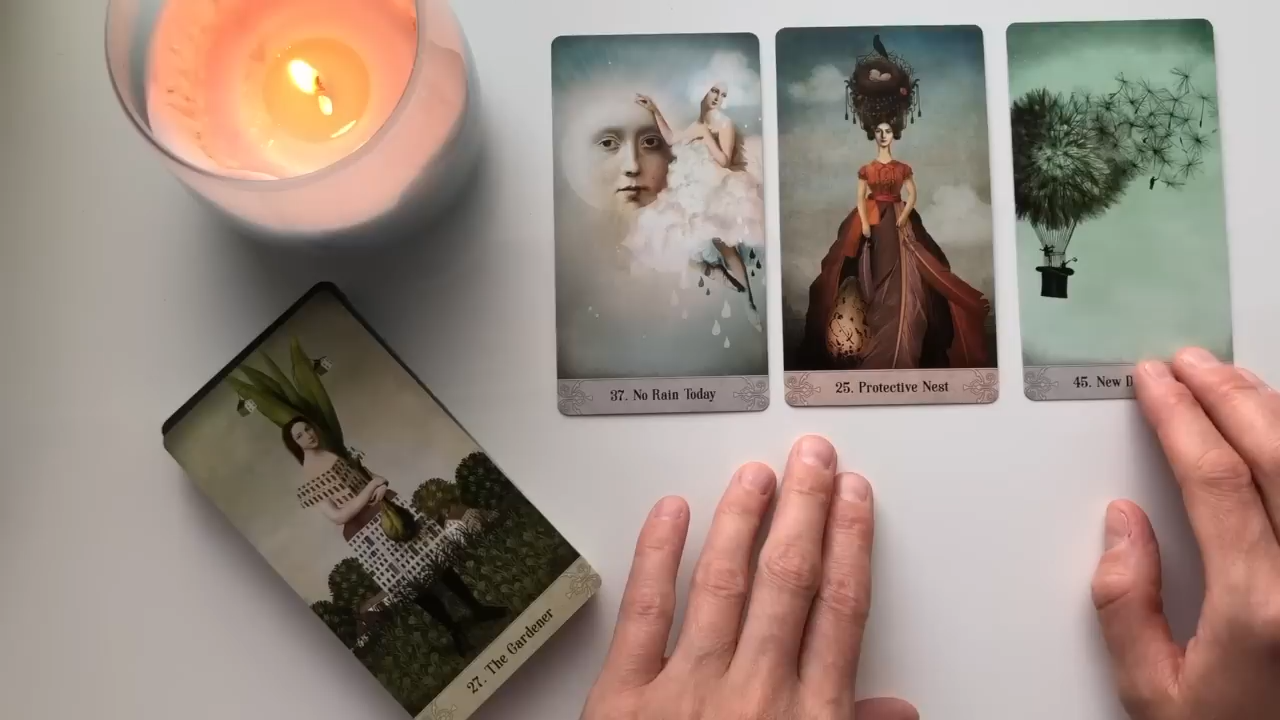 37. No Rain Today
25. Protective Nest
45. New
27. The Gardener